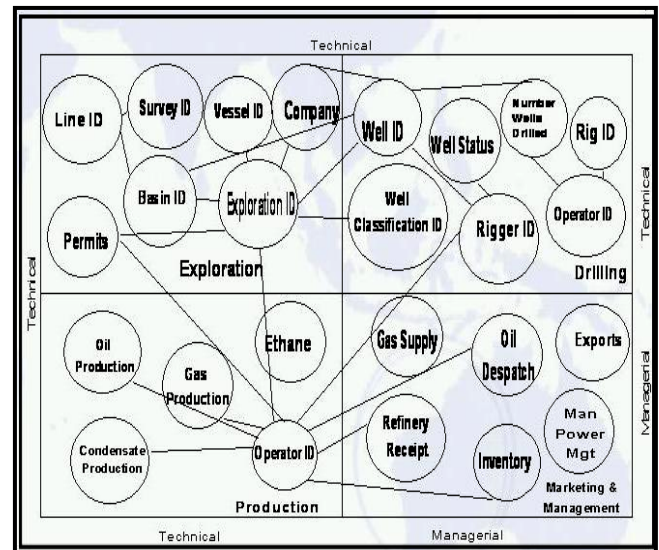 Technical
Line ID
Survey ID
Vessel ID
Company
Well ID
Well Status
Number
Wells
Drilled
Rig ID
Basin ID
Exploration ID
Well
Classification ID
Rigger ID
Operator ID
Permits
Exploration
Drilling
Technical
Technical
Oil
Production
Gas
Production
Ethane
Gas Supply
Oil
Despatch
Exports
Condensate
Production
Operator ID
Refinery
Receipt
Inventory
Man
Power
Mgt
Managerial
Production
Marketing &
Management
Technical
Managerial